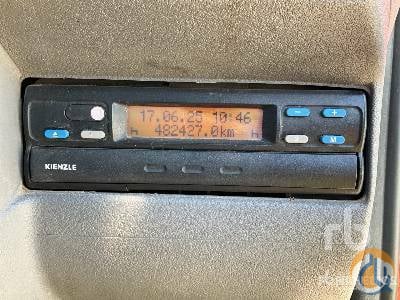 17.06.25 10:46
h 482427.0km h
− +
M
KIENZLE
rb